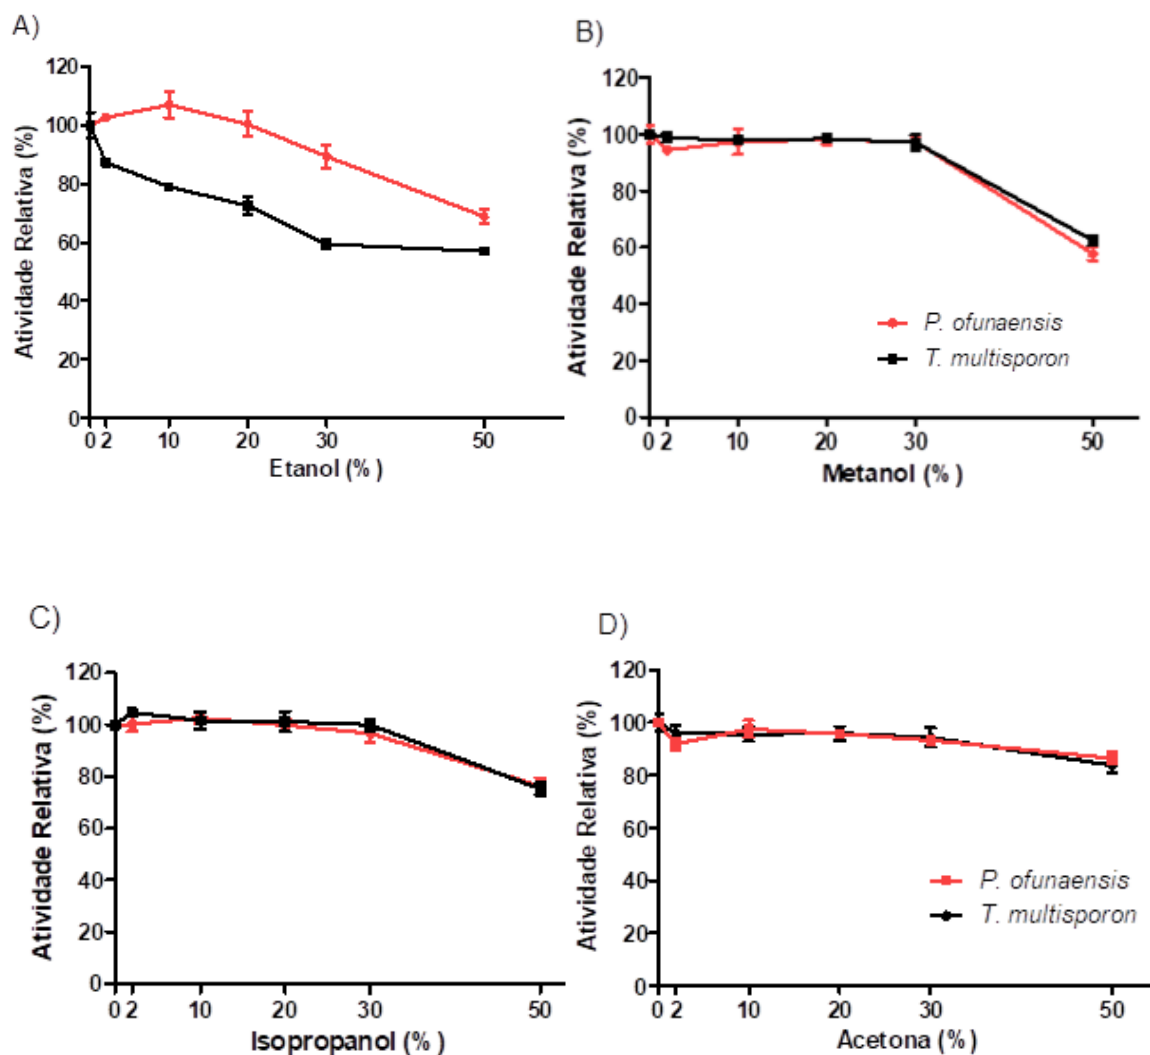 A)
Atividade Relativa (%)
120
100
80
60
40
20
0
0 2 10 20 30 50
Etanol (%)
B)
Atividade Relativa (%)
120
100
80
60
40
20
0
P. ofunaensis
T. multisporon
0 2 10 20 30 50
Metanol (%)
C)
Atividade Relativa (%)
120
100
80
60
40
20
0
0 2 10 20 30 50
Isopropanol (%)
D)
Atividade Relativa (%)
120
100
80
60
40
20
0
P. ofunaensis
T. multisporon
0 2 10 20 30 50
Acetona (%)